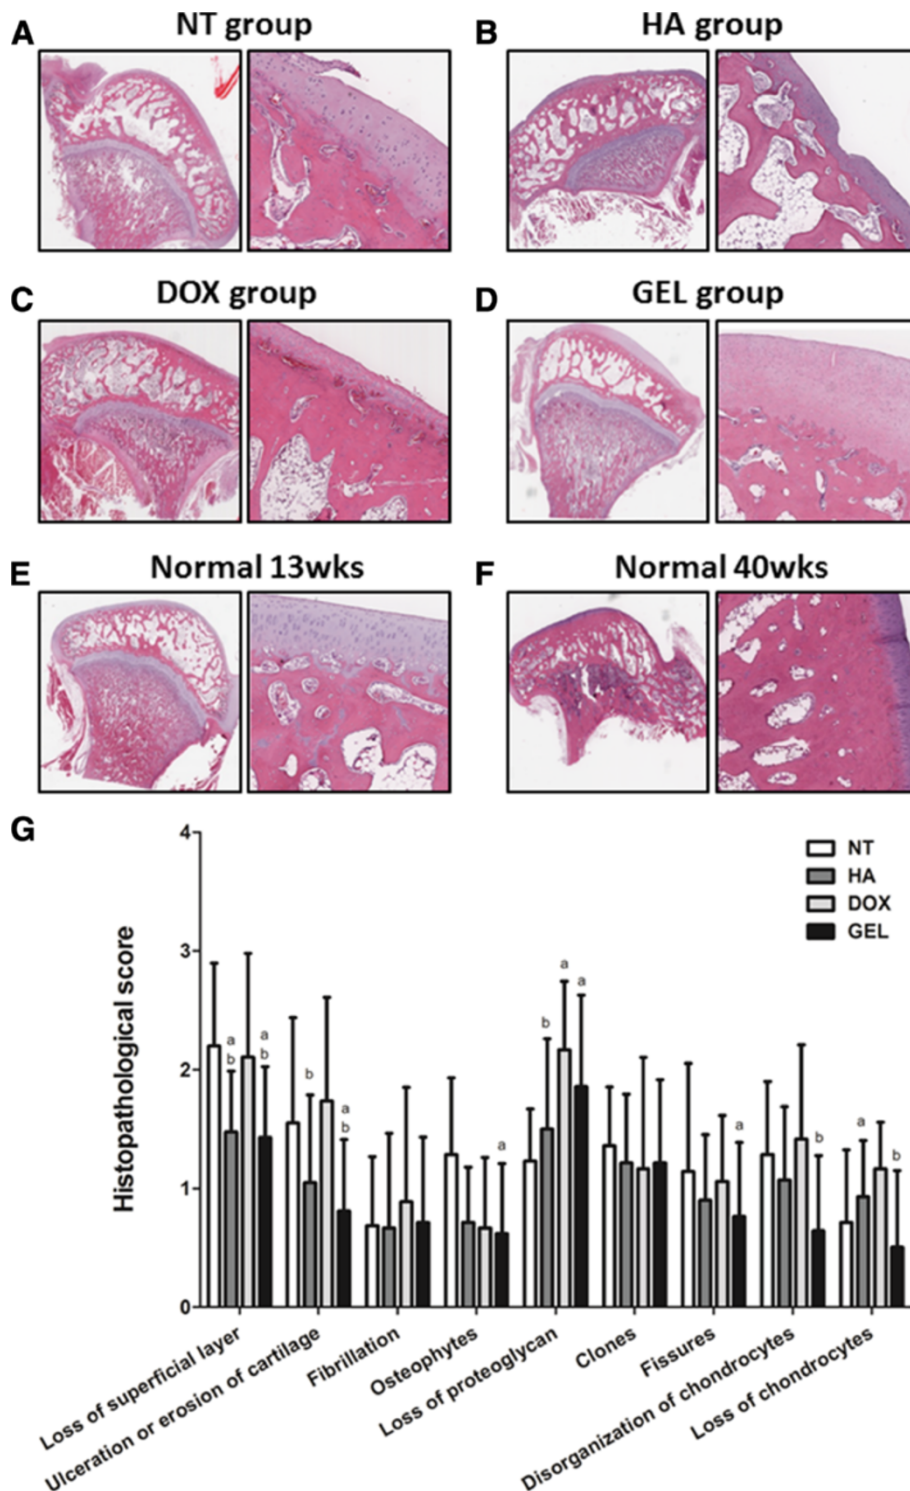 A NT group
B HA group
C DOX group
D GEL group
E Normal 13wks
F Normal 40wks
G
Histopathological score
4
3
2
1
0
NT
HA
DOX
GEL
a
b
a
b
b
a
b
a
b
a
a
a
b
a
b
Loss of superficial layer
Ulceration or erosion of cartilage
Fibrillation
Osteophytes
Loss of proteoglycan
Clones
Fissures
Disorganization of chondrocytes
Loss of chondrocytes